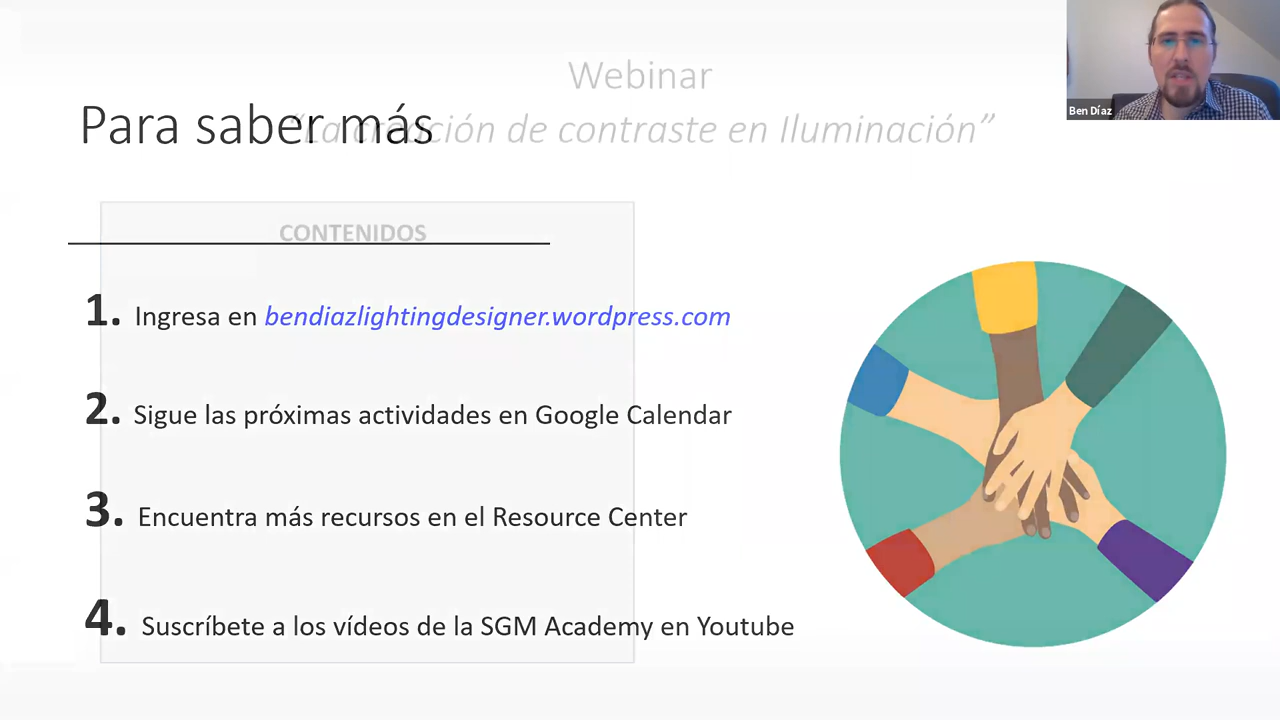 Webinar
Para saber más
“La creación de contraste en Iluminación”
CONTENIDOS
1. Ingresa en bendiazlightingdesigner.wordpress.com
2. Sigue las próximas actividades en Google Calendar
3. Encuentra más recursos en el Resource Center
4. Suscríbete a los vídeos de la SGM Academy en Youtube
Ben Díaz